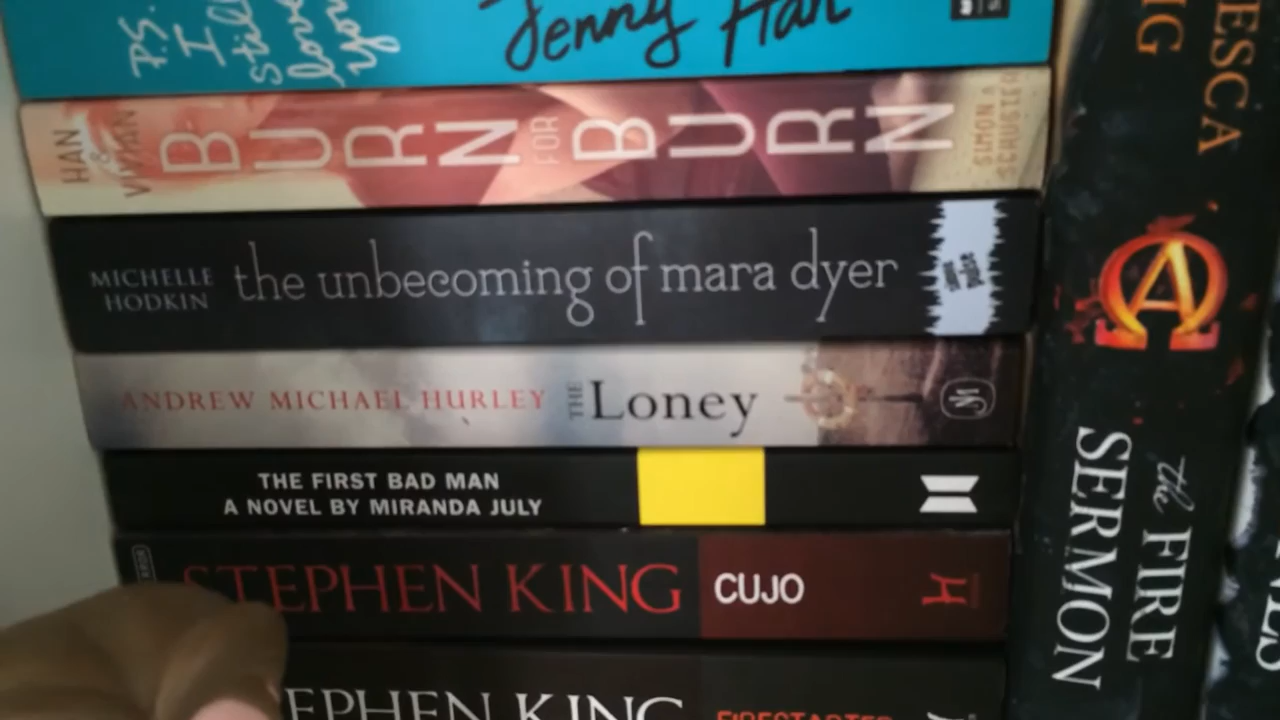 P.S.
I
still
love
you
Jenny Han
HAN
&
VIVIAN
BURN FOR BURN
SIMON &
SCHUSTER
MICHELLE
HODKIN
the unbecoming of mara dyer
ANDREW MICHAEL HURLEY
THE Loney
THE FIRST BAD MAN
A NOVEL BY MIRANDA JULY
STEPHEN KING
CUJO
H
EPHEN KING
FIRESTARTER
ESCA
IG
the FIRE
SERMON